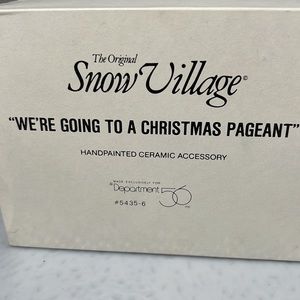 The Original
Snow Village©
"WE'RE GOING TO A CHRISTMAS PAGEANT"
HANDPAINTED CERAMIC ACCESSORY
MADE EXCLUSIVELY FOR
Department 56
#5435-6